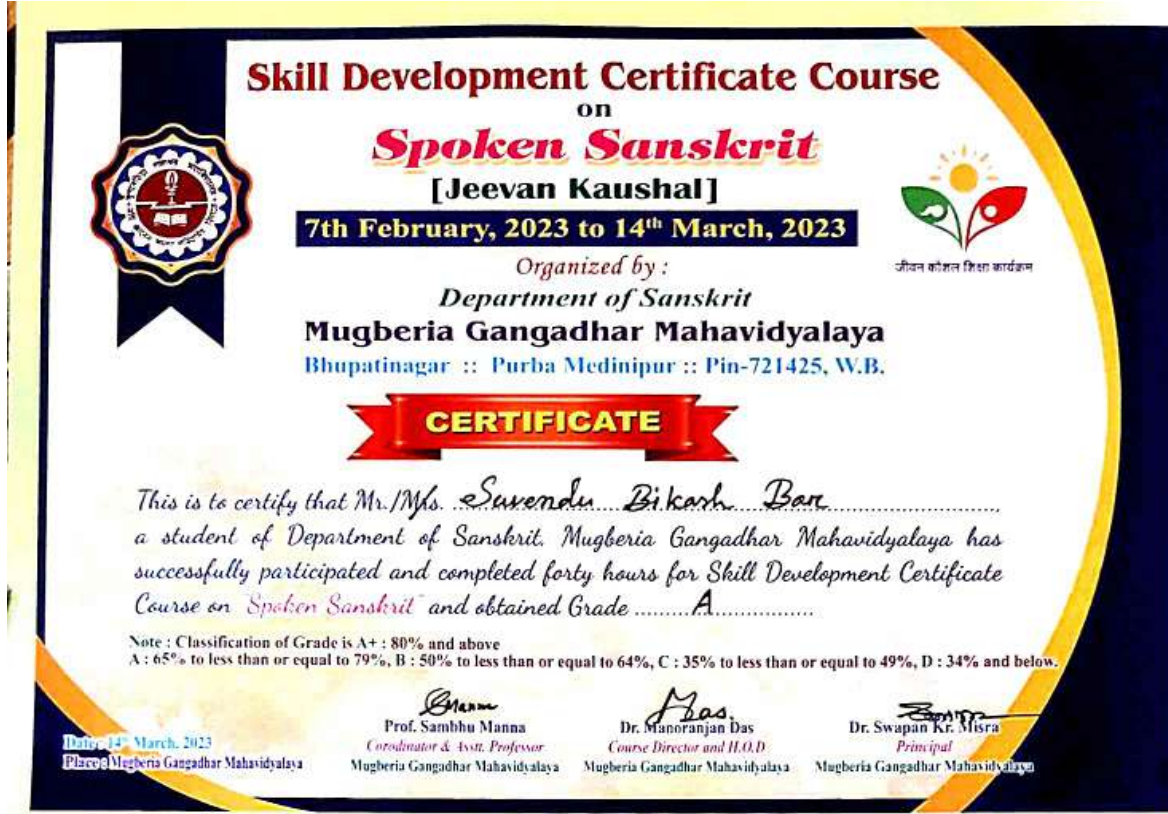 Skill Development Certificate Course
on
Spoken Sanskrit
[Jeevan Kaushal]
7th February, 2023 to 14th March, 2023
जीवन कौशल शिक्षा कार्यक्रम
Organized by :
Department of Sanskrit
Mugberia Gangadhar Mahavidyalaya
Bhupatinagar :: Purba Medinipur :: Pin-721425, W.B.
CERTIFICATE
This is to certify that Mr./Ms. Suvendu Bikash Bar
a student of Department of Sanskrit, Mugberia Gangadhar Mahavidyalaya has
successfully participated and completed forty hours for Skill Development Certificate
Course on "Spoken Sanskrit" and obtained Grade ......... A ...............
Note : Classification of Grade is A+ : 80% and above
A : 65% to less than or equal to 79%, B : 50% to less than or equal to 64%, C : 35% to less than or equal to 49%, D : 34% and below.
Prof. Sambhu Manna
Corodinator & Asstt. Professor
Mugberia Gangadhar Mahavidyalaya
Dr. Manoranjan Das
Course Director and H.O.D
Mugberia Gangadhar Mahavidyalaya
Dr. Swapan Kr. Misra
Principal
Mugberia Gangadhar Mahavidyalaya
Date: 14th March, 2023
Place : Mugberia Gangadhar Mahavidyalaya